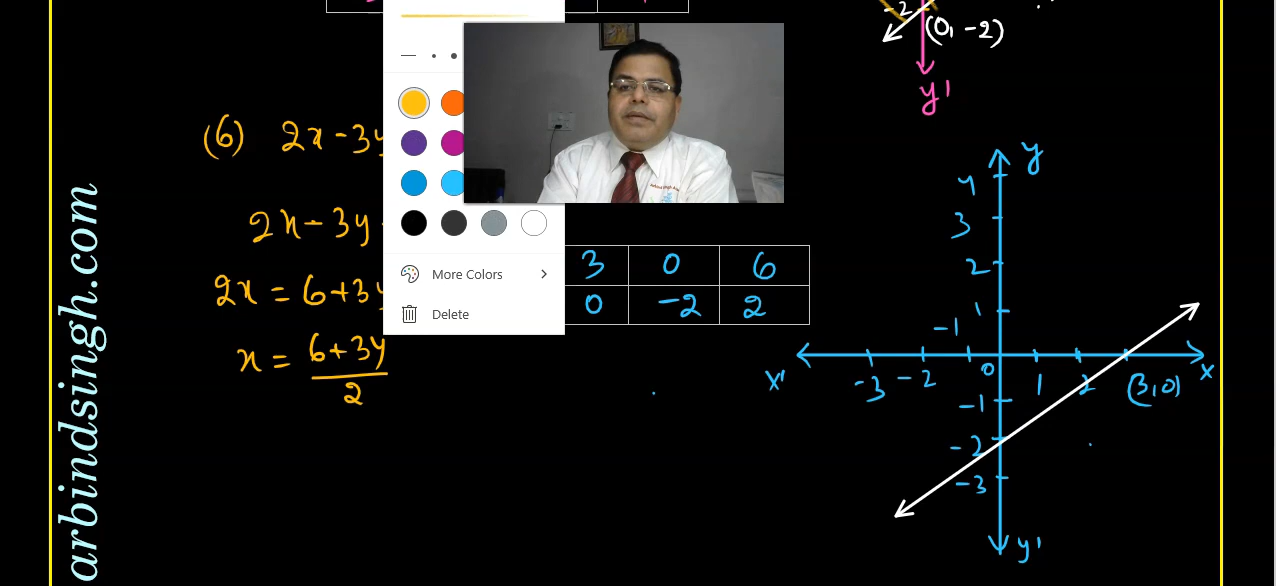 -2
(0, -2)
y'
(6) 2x - 3y
2x - 3y
2x = 6+3y
x = 6+3y
2
More Colors
Delete
3 0 6
0 -2 2
y
4
3
2
1
-1
x' -3 -2 0 1 2 (3,0) x
-1
-2
-3
y'
arbindsingh.com